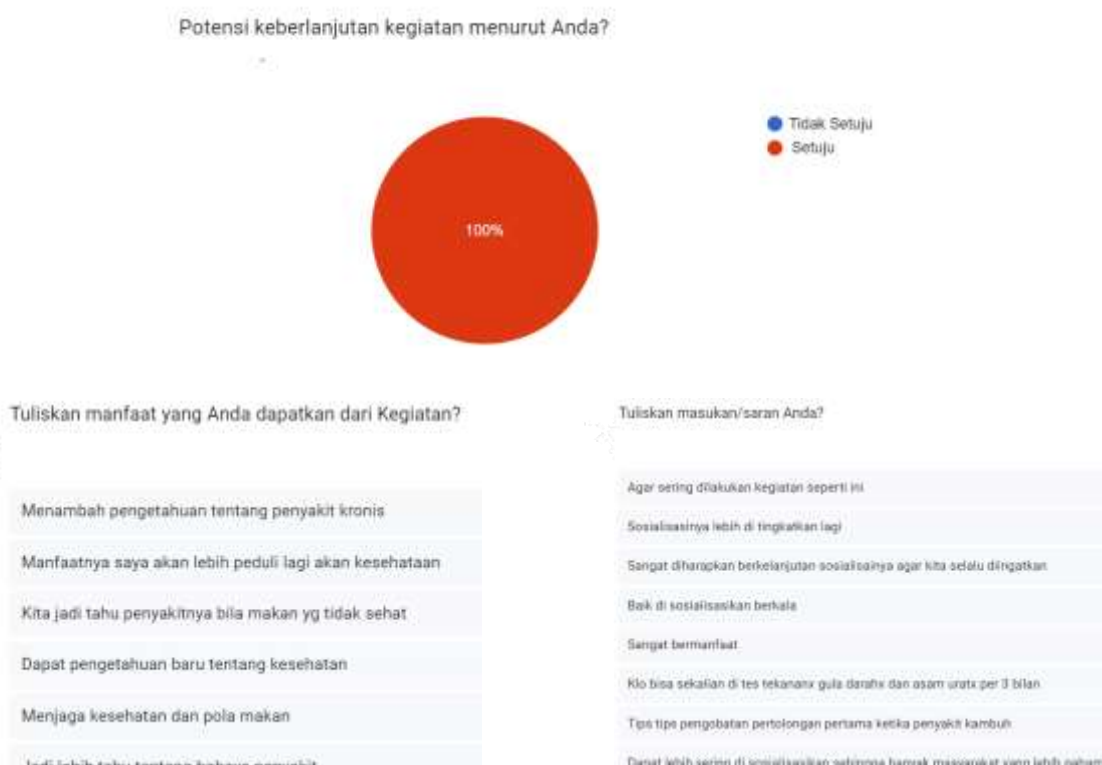 Potensi keberlanjutan kegiatan menurut Anda?
Tidak Setuju
Setuju
100%
Tuliskan manfaat yang Anda dapatkan dari Kegiatan?
Menambah pengetahuan tentang penyakit kronis
Manfaatnya saya akan lebih peduli lagi akan kesehataan
Kita jadi tahu penyakitnya bila makan yg tidak sehat
Dapat pengetahuan baru tentang kesehatan
Menjaga kesehatan dan pola makan
Jadi lebih tahu tentang bahaya penyakit
Tuliskan masukan/saran Anda?
Agar sering dilakukan kegiatan seperti ini
Sosialisasinya lebih di tingkatkan lagi
Sangat diharapkan berkelanjutan sosialisainya agar kita selalu diingatkan
Baik di sosialisasikan berkala
Sangat bermanfaat
Klo bisa sekalian di tes tekananx gula darahx dan asam uratx per 3 bilan
Tips tips pengobatan pertolongan pertama ketika penyakit kambuh
Dapat lebih sering di sosialisasikan sehingga banyak masyarakat yang lebih paham